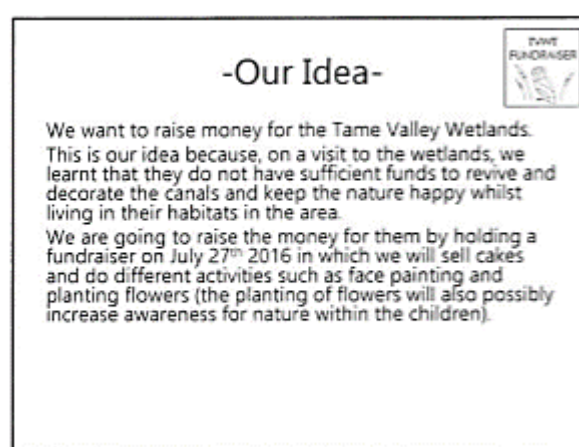 TVWT
FUNDRAISER
-Our Idea-
We want to raise money for the Tame Valley Wetlands.
This is our idea because, on a visit to the wetlands, we
learnt that they do not have sufficient funds to revive and
decorate the canals and keep the nature happy whilst
living in their habitats in the area.
We are going to raise the money for them by holding a
fundraiser on July 27th 2016 in which we will sell cakes
and do different activities such as face painting and
planting flowers (the planting of flowers will also possibly
increase awareness for nature within the children).